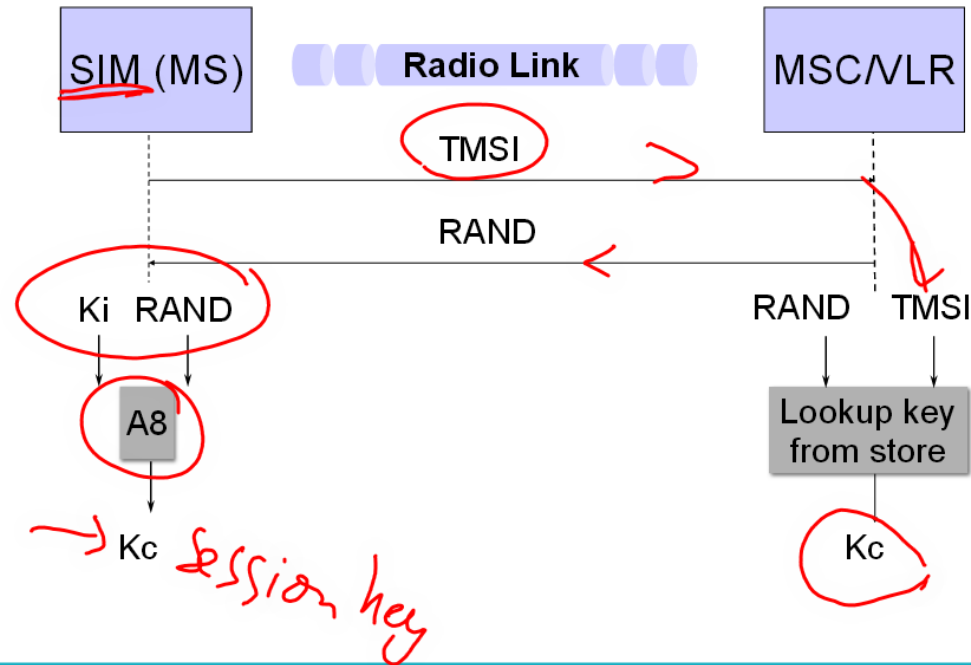 SIM (MS)
Radio Link
MSC/VLR
TMSI
RAND
Ki RAND
RAND TMSI
A8
Lookup key
from store
Kc session key
Kc